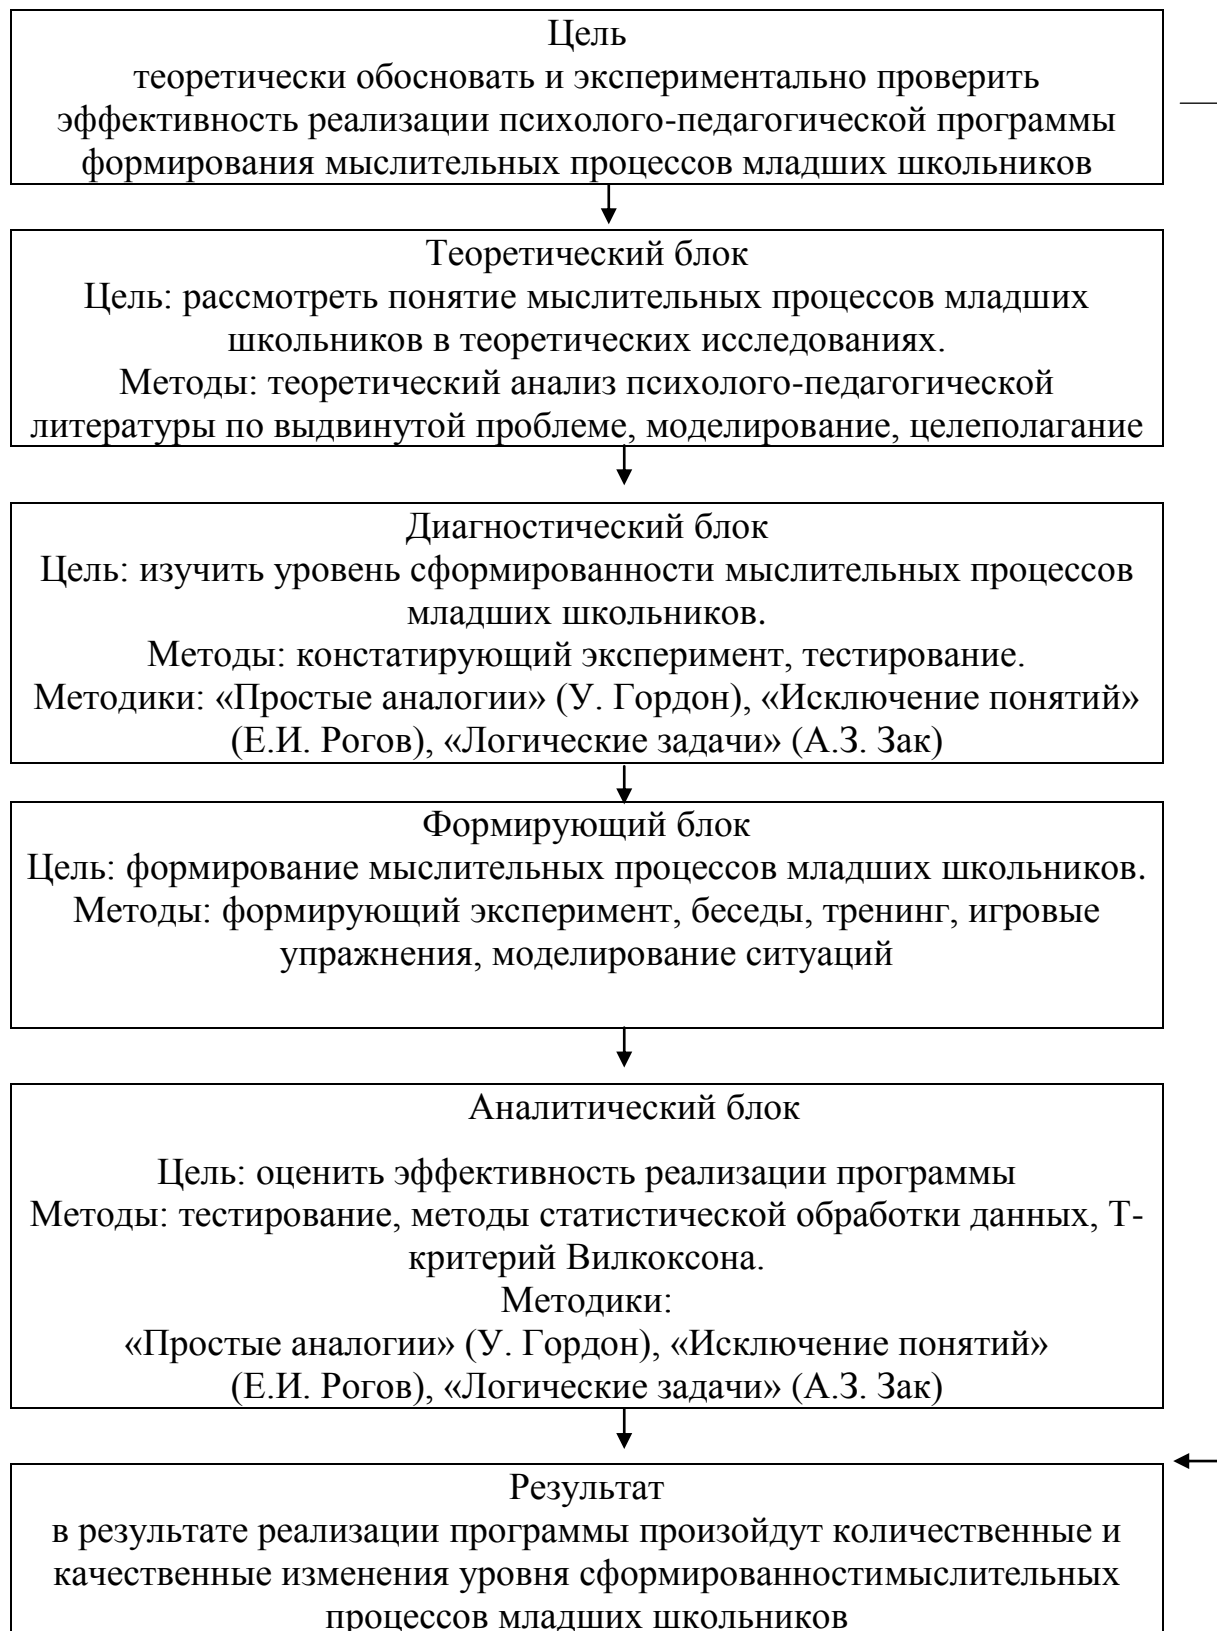 Цель
теоретически обосновать и экспериментально проверить
эффективность реализации психолого-педагогической программы
формирования мыслительных процессов младших школьников
Теоретический блок
Цель: рассмотреть понятие мыслительных процессов младших
школьников в теоретических исследованиях.
Методы: теоретический анализ психолого-педагогической
литературы по выдвинутой проблеме, моделирование, целеполагание
Диагностический блок
Цель: изучить уровень сформированности мыслительных процессов
младших школьников.
Методы: констатирующий эксперимент, тестирование.
Методики: «Простые аналогии» (У. Гордон), «Исключение понятий»
(Е.И. Рогов), «Логические задачи» (А.З. Зак)
Формирующий блок
Цель: формирование мыслительных процессов младших школьников.
Методы: формирующий эксперимент, беседы, тренинг, игровые
упражнения, моделирование ситуаций
Аналитический блок
Цель: оценить эффективность реализации программы
Методы: тестирование, методы статистической обработки данных, Т-
критерий Вилкоксона.
Методики:
«Простые аналогии» (У. Гордон), «Исключение понятий»
(Е.И. Рогов), «Логические задачи» (А.З. Зак)
Результат
в результате реализации программы произойдут количественные и
качественные изменения уровня сформированностимыслительных
процессов младших школьников